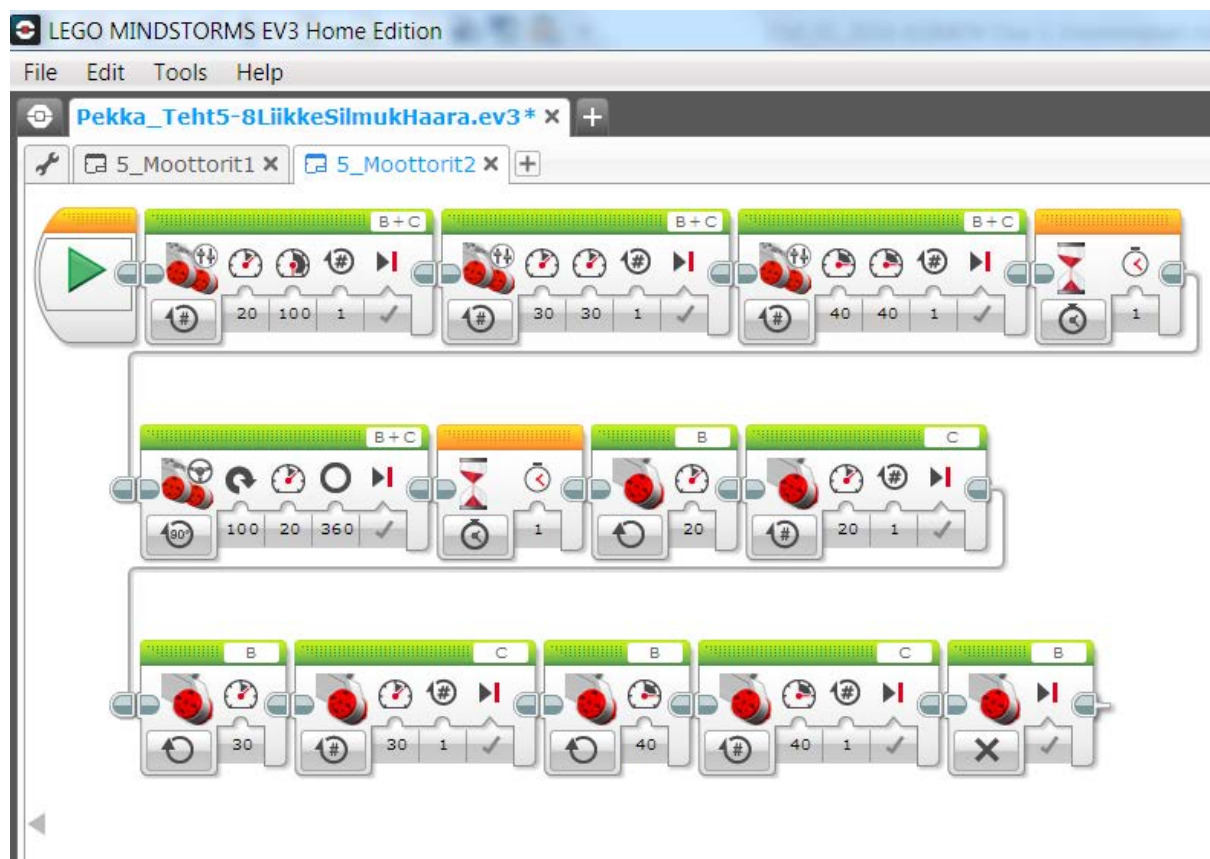 LEGO MINDSTORMS EV3 Home Edition
File Edit Tools Help
Pekka_Teht5-8LiikkeSilmukHaara.ev3* × +
5_Moottorit1 × 5_Moottorit2 × +
B+C B+C B+C
# # # #
# 20 100 1 # 30 30 1 # 40 40 1 1
B+C B C
#
90° 100 20 360 1 20 # 20 1
B C B C B
# #
30 # 30 1 40 # 40 1